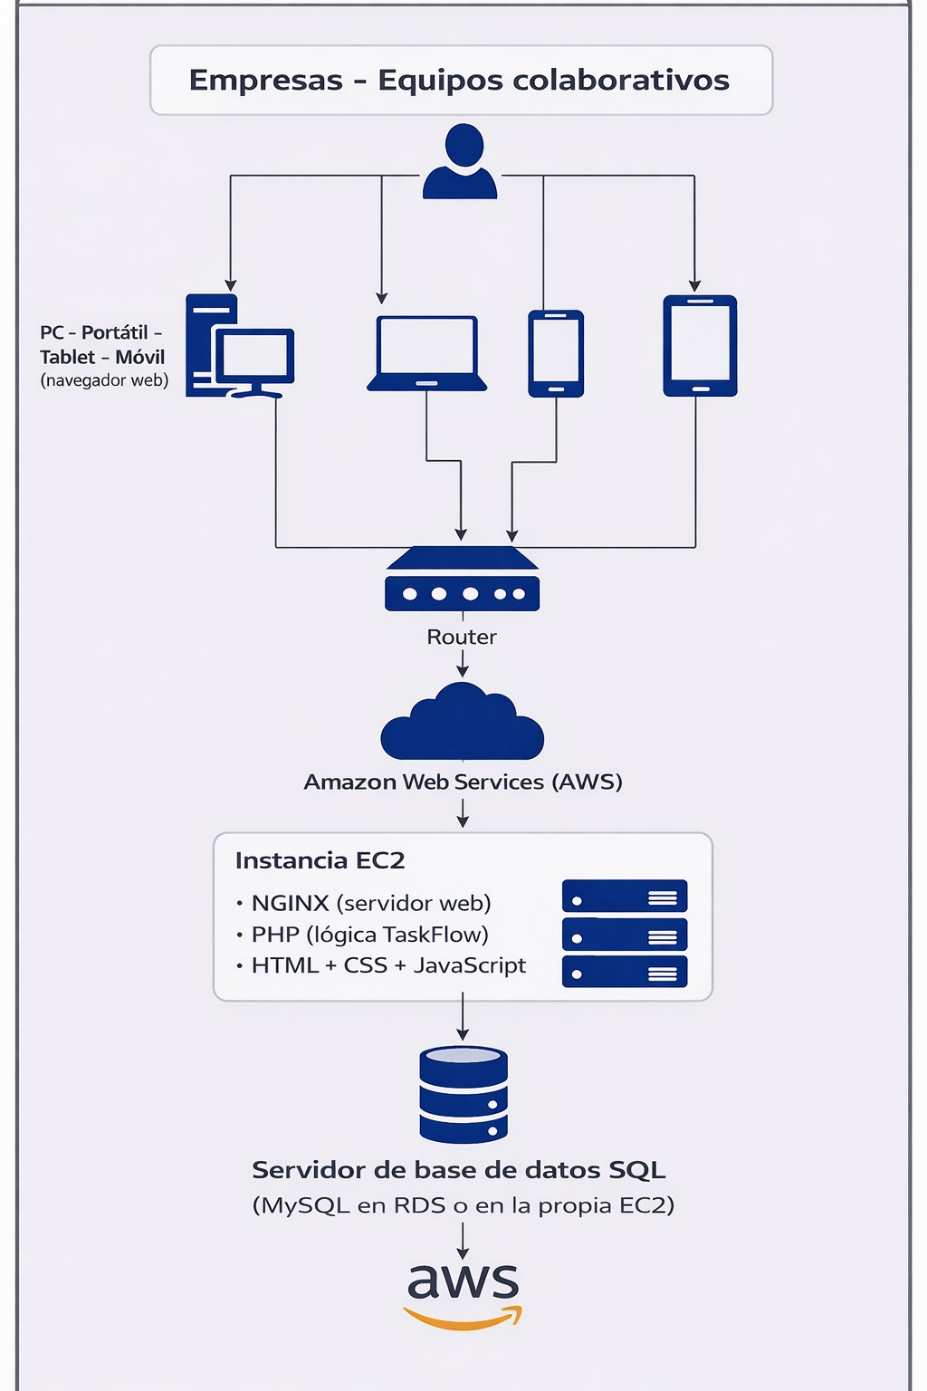 Empresas - Equipos colaborativos
PC - Portátil -
Tablet - Móvil
(navegador web)
Router
Amazon Web Services (AWS)
Instancia EC2
• NGINX (servidor web)
• PHP (lógica TaskFlow)
• HTML + CSS + JavaScript
Servidor de base de datos SQL
(MySQL en RDS o en la propia EC2)
aws